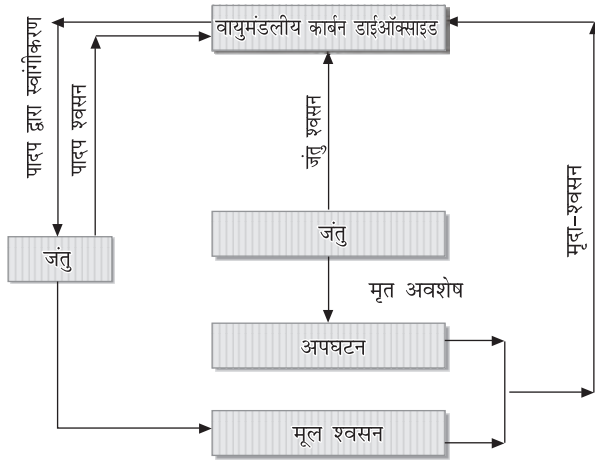 वायुमंडलीय कार्बन डाईऑक्साइड
पादप द्वारा स्वांगीकरण
पादप श्वसन
जंतु श्वसन
मृदा-श्वसन
जंतु
जंतु
मृत अवशेष
अपघटन
मूल श्वसन